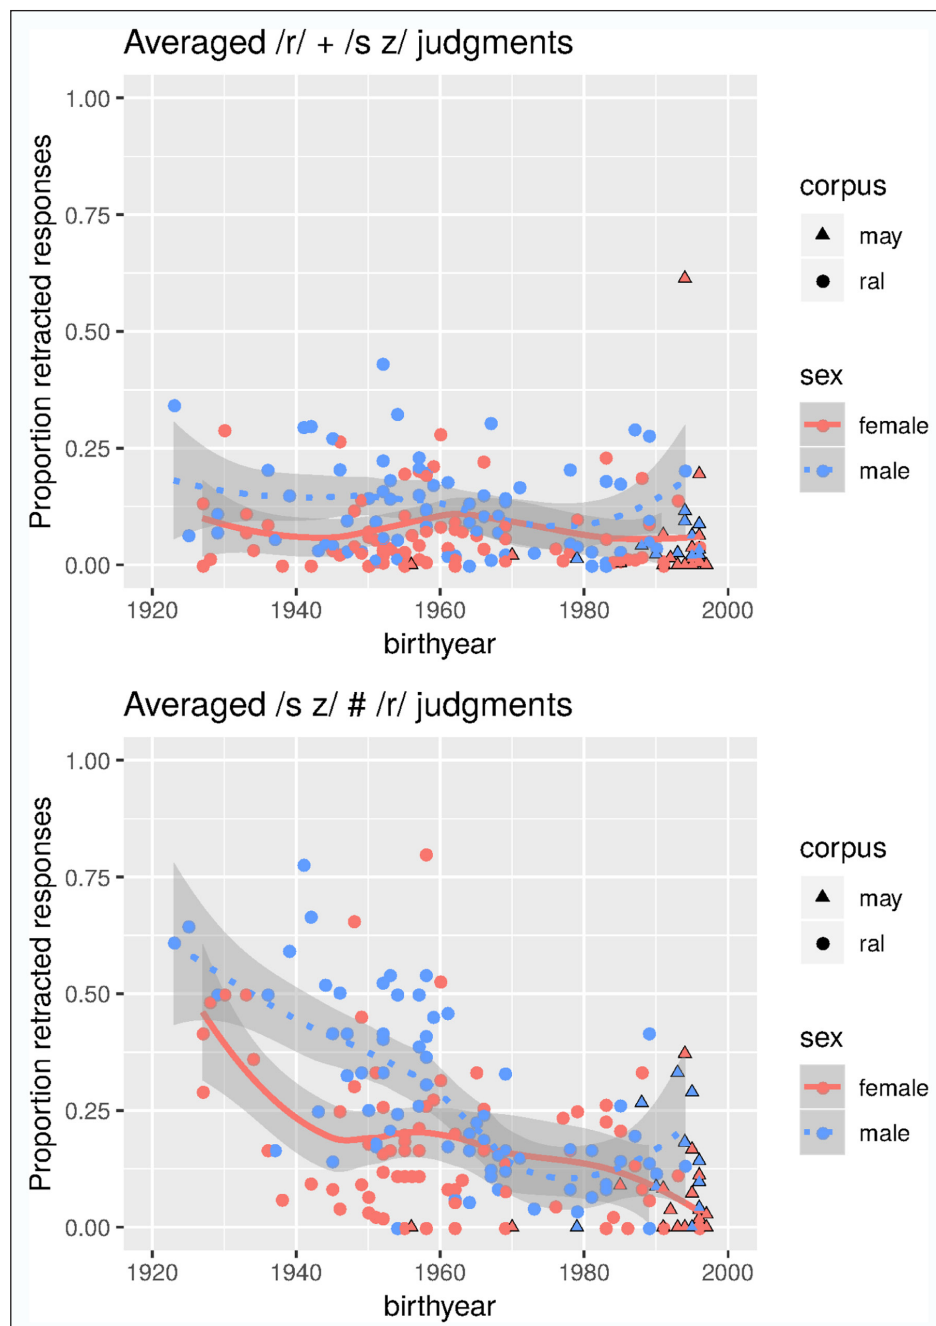 Averaged /r/ + /s z/ judgments
Proportion retracted responses
1.00
0.75
0.50
0.25
0.00
1920 1940 1960 1980 2000
birthyear
corpus
may
ral
sex
female
male
Averaged /s z/ # /r/ judgments
Proportion retracted responses
1.00
0.75
0.50
0.25
0.00
1920 1940 1960 1980 2000
birthyear
corpus
may
ral
sex
female
male